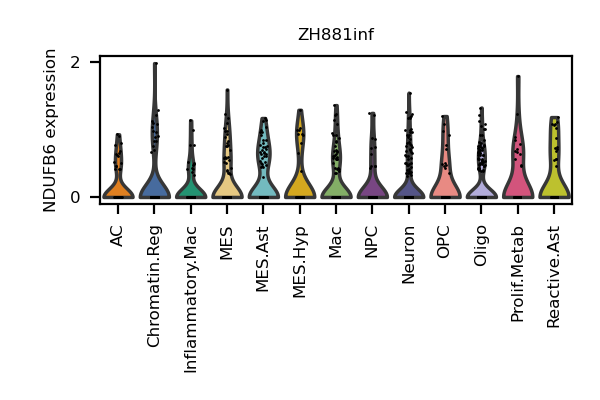 ZH881inf
NDUFB6 expression
2
0
AC
Chromatin.Reg
Inflammatory.Mac
MES
MES.Ast
MES.Hyp
Mac
NPC
Neuron
OPC
Oligo
Prolif.Metab
Reactive.Ast